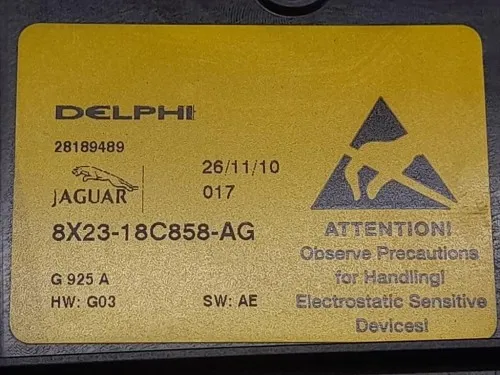 DELPHI
28189489
JAGUAR
26/11/10
017
8X23-18C858-AG
G 925 A
HW: G03 SW: AE
ATTENTION!
Observe Precautions
for Handling!
Electrostatic Sensitive
Devices!